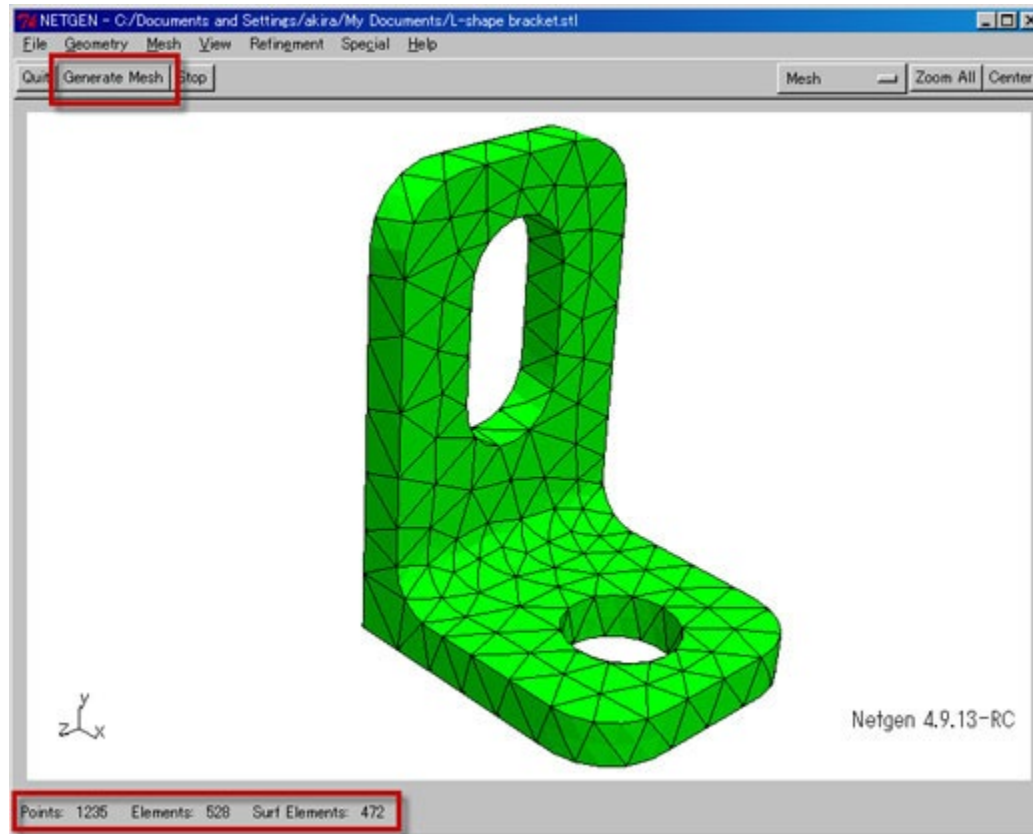 NETGEN - C:/Documents and Settings/akira/My Documents/L-shape bracket.stl
File Geometry Mesh View Refinement Special Help
Quit Generate Mesh Stop Mesh Zoom All Center
y
z x
Netgen 4.9.13-RC
Points: 1235 Elements: 528 Surf Elements: 472